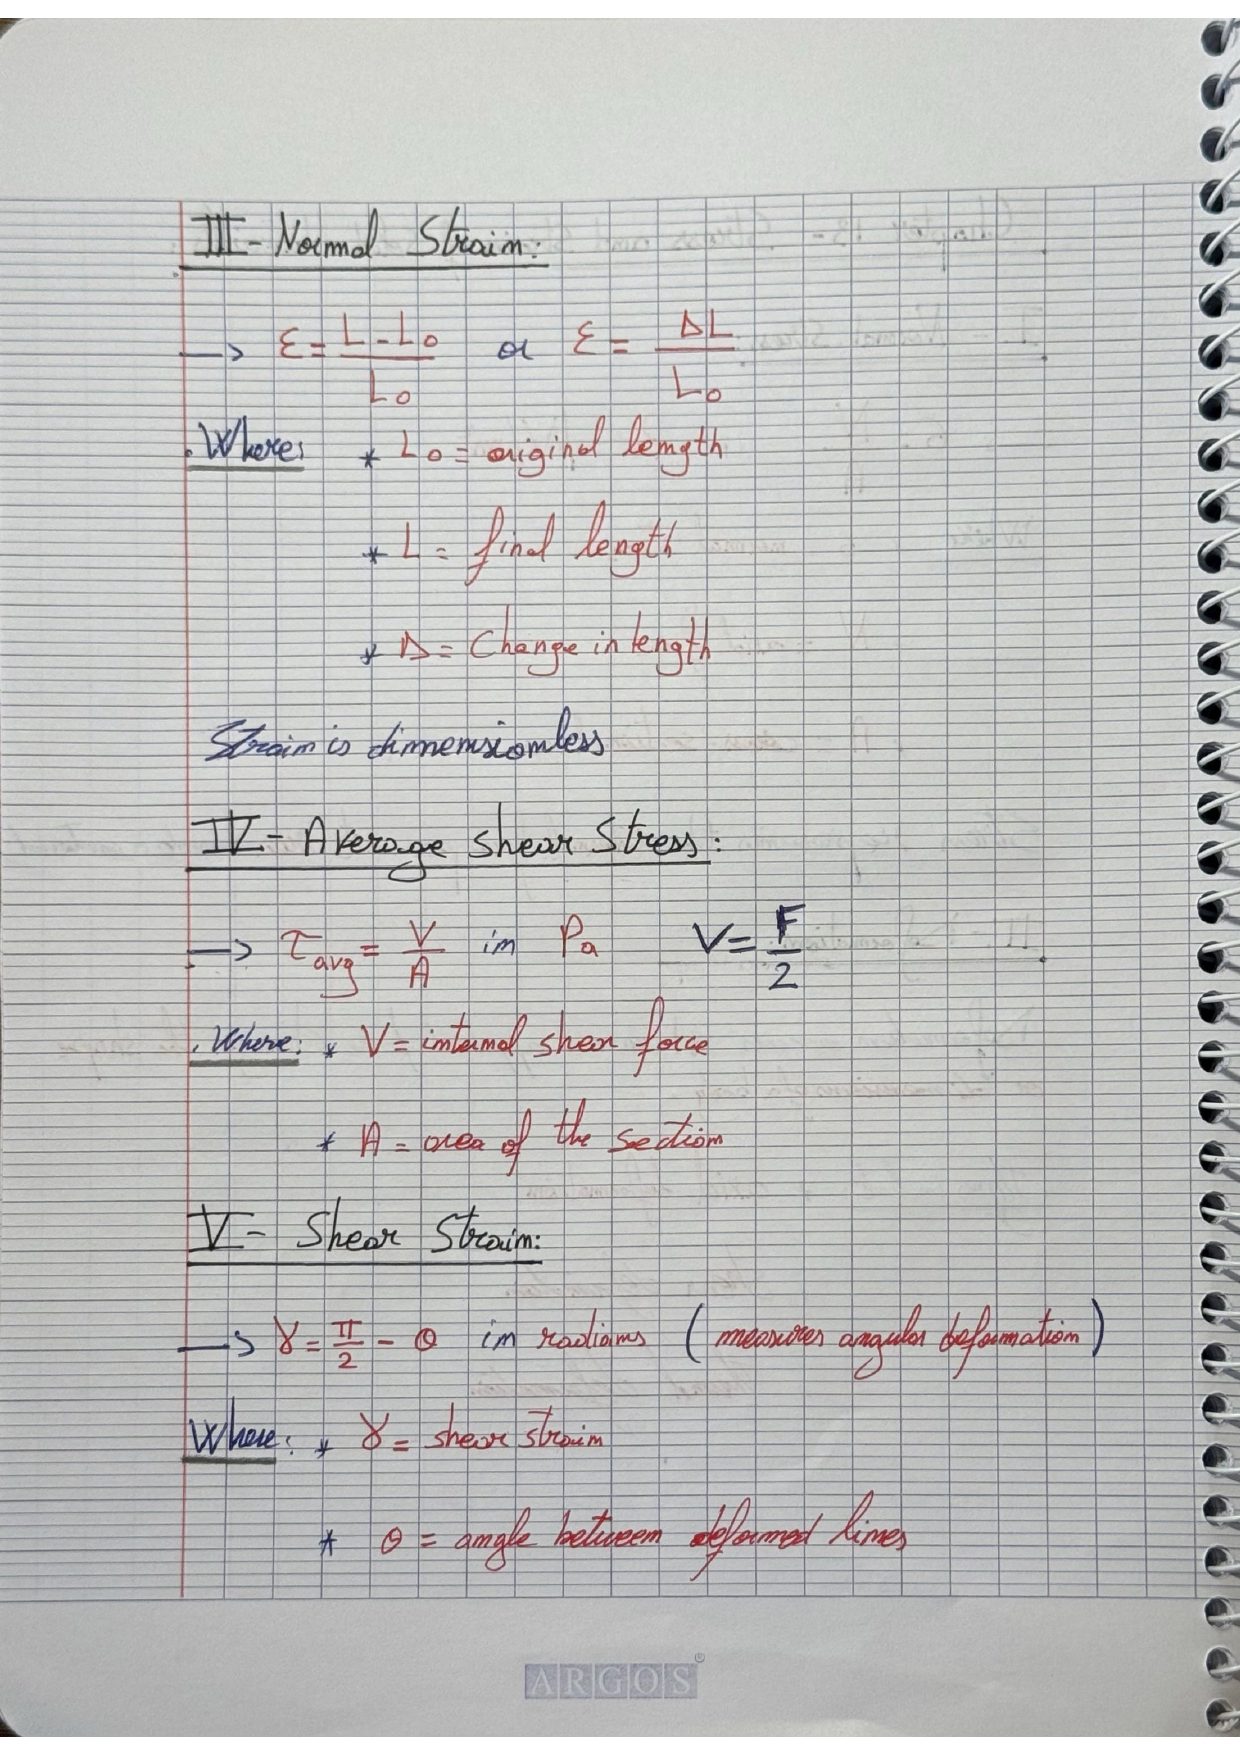 III - Normal Strain:
→ ε = (L - L₀)/L₀ or ε = ΔL/L₀
Where: * L₀ = original length
* L = final length
* Δ = Change in length
Strain is dimensionless
IV - Average shear Stress:
→ τavg = V/A in Pa V = F/2
Where: * V = internal shear force
* A = area of the section
V - Shear Strain:
→ γ = π/2 - θ in radians (measures angular deformation)
Where: * γ = shear strain
* θ = angle between deformed lines
ARGOS®